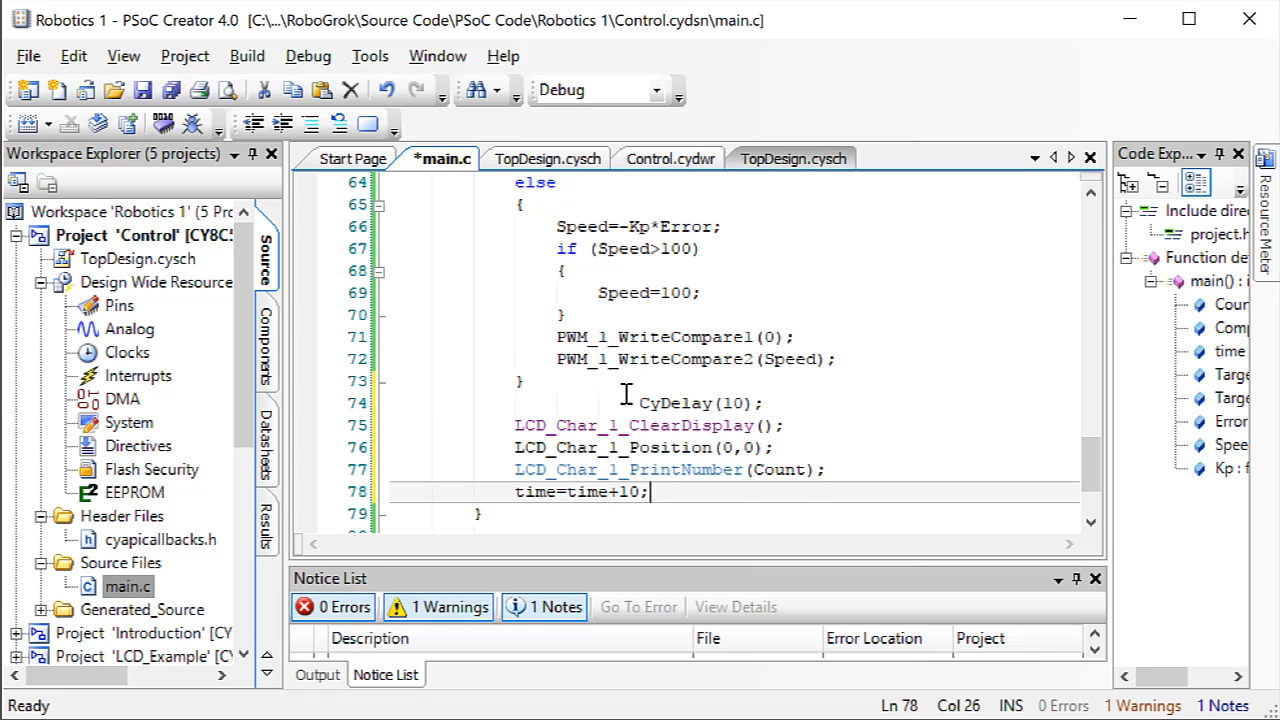 Robotics 1 - PSoC Creator 4.0 [C:\...\RoboGrok\Source Code\PSoC Code\Robotics 1\Control.cydsn\main.c]
File Edit View Project Build Debug Tools Window Help
Debug
Workspace Explorer (5 projects)
Start Page *main.c TopDesign.cysch Control.cydwr TopDesign.cysch
Code Exp...
Workspace 'Robotics 1' (5 Prc
Project 'Control' [CY8C5
TopDesign.cysch
Design Wide Resource
Pins
Analog
Clocks
Interrupts
DMA
System
Directives
Flash Security
EEPROM
Header Files
cyapicallbacks.h
Source Files
main.c
Generated_Source
Project 'Introduction' [CY
Project 'LCD_Example' [CY
Source
Components
Datasheets
Results
64 else
65 {
66 Speed=-Kp*Error;
67 if (Speed>100)
68 {
69 Speed=100;
70 }
71 PWM_1_WriteCompare1(0);
72 PWM_1_WriteCompare2(Speed);
73 }
74 CyDelay(10);
75 LCD_Char_1_ClearDisplay();
76 LCD_Char_1_Position(0,0);
77 LCD_Char_1_PrintNumber(Count);
78 time=time+10;
79 }
Include direc
project.h
Function de
main() : i
Coun
Comp
time
Targe
Targe
Error
Speed
Kp : f
Resource Meter
Notice List
0 Errors 1 Warnings 1 Notes Go To Error View Details
Description File Error Location Project
Output Notice List
Ready Ln 78 Col 26 INS 0 Errors 1 Warnings 1 Notes